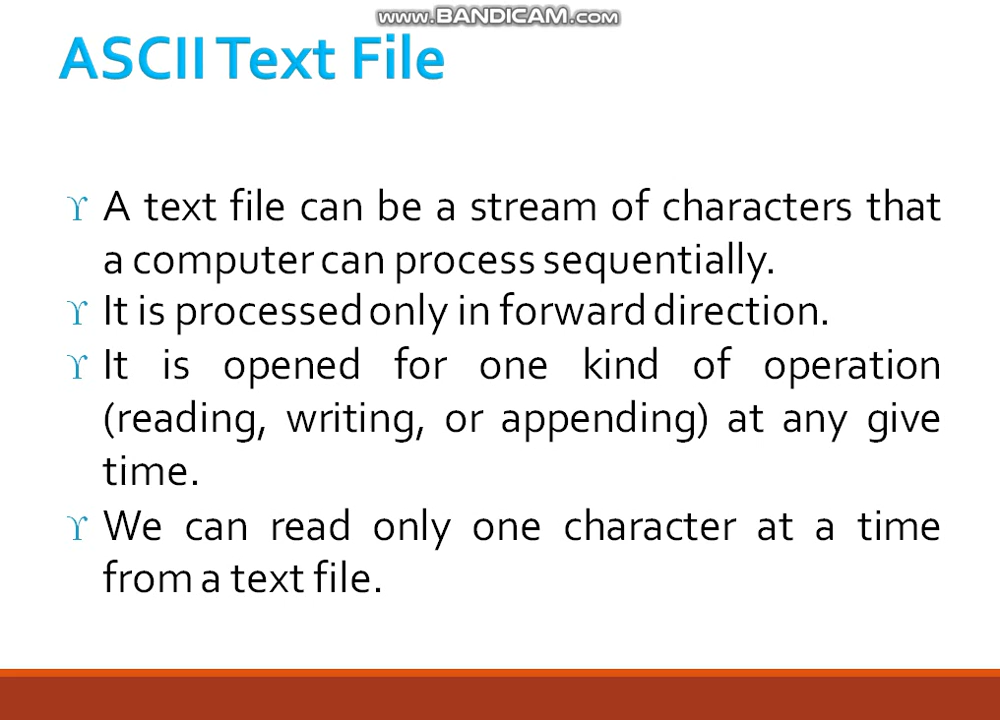 www.BANDICAM.com
ASCII Text File
A text file can be a stream of characters that
a computer can process sequentially.
It is processed only in forward direction.
It is opened for one kind of operation
(reading, writing, or appending) at any give
time.
We can read only one character at a time
from a text file.